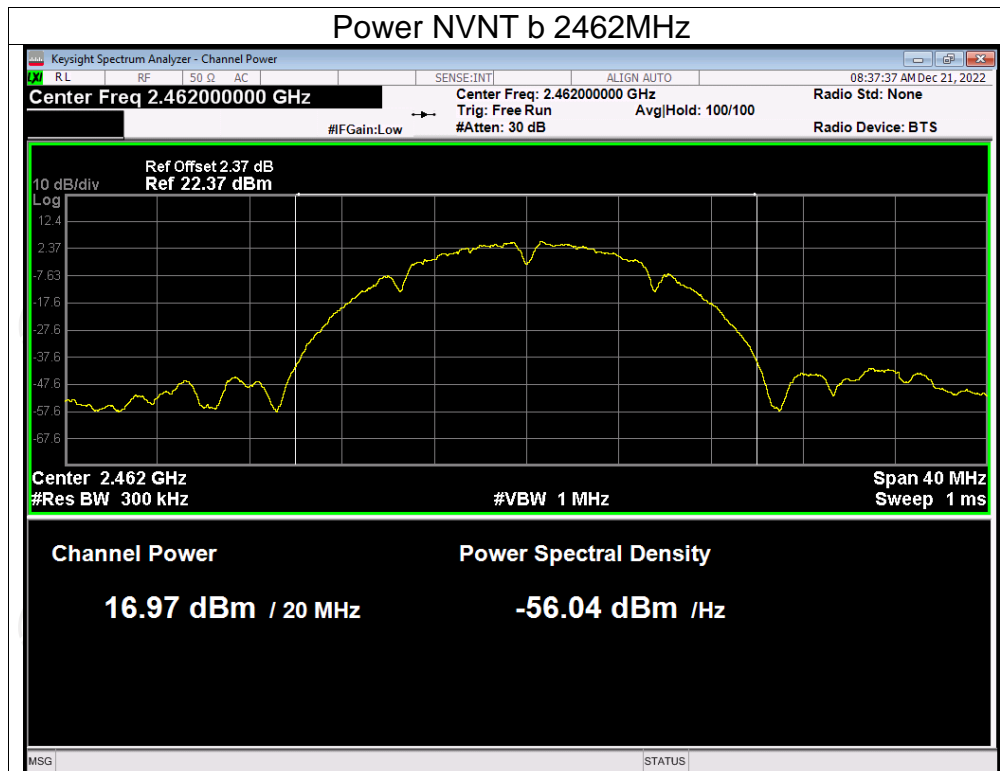 Power NVNT b 2462MHz
Keysight Spectrum Analyzer - Channel Power
LXI RL RF 50 Ω AC SENSE:INT ALIGN AUTO 08:37:37 AM Dec 21, 2022
Center Freq 2.462000000 GHz Center Freq: 2.462000000 GHz Radio Std: None
Trig: Free Run Avg|Hold: 100/100
#IFGain:Low #Atten: 30 dB Radio Device: BTS
Ref Offset 2.37 dB
10 dB/div Ref 22.37 dBm
Log
12.4
2.37
-7.63
-17.6
-27.6
-37.6
-47.6
-57.6
-67.6
Center 2.462 GHz Span 40 MHz
#Res BW 300 kHz #VBW 1 MHz Sweep 1 ms
Channel Power Power Spectral Density
16.97 dBm / 20 MHz -56.04 dBm /Hz
MSG STATUS